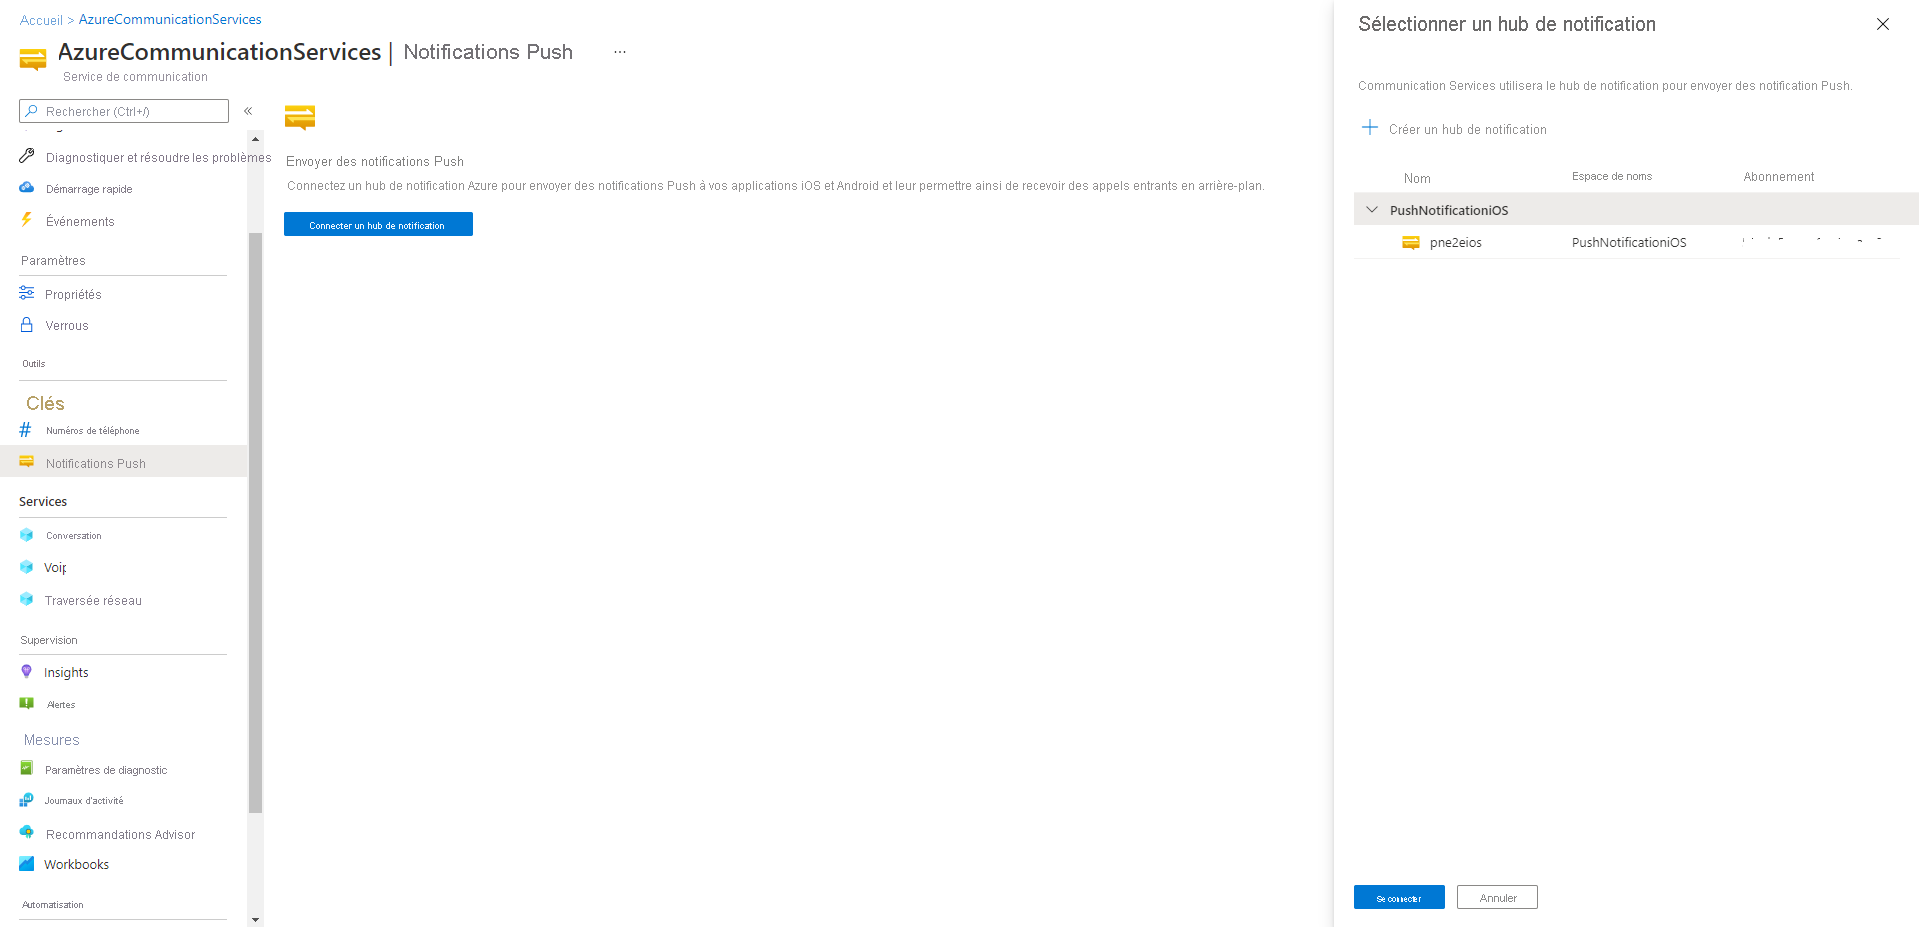 Accueil > AzureCommunicationServices
AzureCommunicationServices | Notifications Push ...
Service de communication
Rechercher (Ctrl+/)
«
Diagnostiquer et résoudre les problèmes
Démarrage rapide
Événements
Paramètres
Propriétés
Verrous
Outils
Clés
# Numéros de téléphone
Notifications Push
Services
Conversation
Voip
Traversée réseau
Supervision
Insights
Alertes
Mesures
Paramètres de diagnostic
Journaux d'activité
Recommandations Advisor
Workbooks
Automatisation
Envoyer des notifications Push
Connectez un hub de notification Azure pour envoyer des notifications Push à vos applications iOS et Android et leur permettre ainsi de recevoir des appels entrants en arrière-plan.
Connecter un hub de notification
Sélectionner un hub de notification
Communication Services utilisera le hub de notification pour envoyer des notification Push.
Créer un hub de notification
Nom Espace de noms Abonnement
PushNotificationiOS
pne2eios PushNotificationiOS
Se connecter Annuler